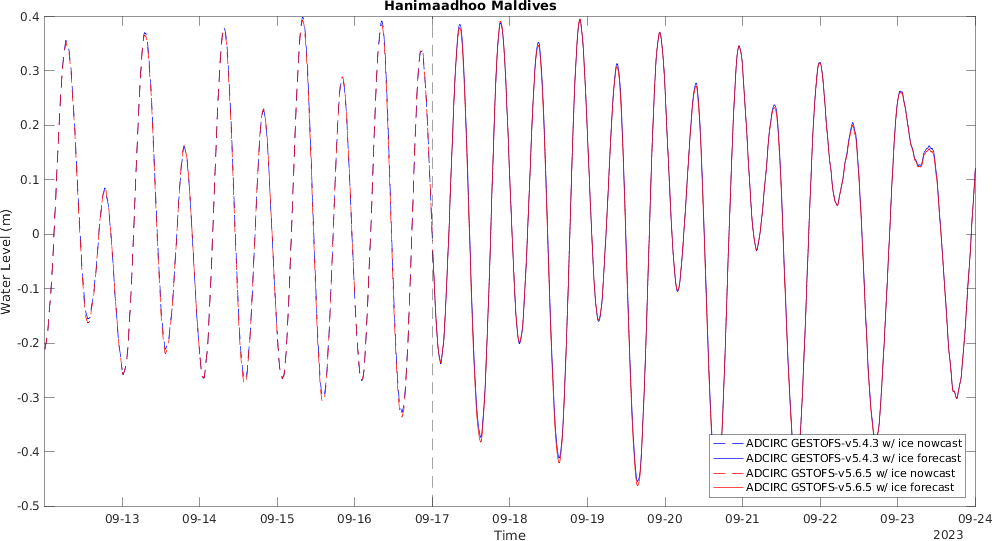 Hanimaadhoo Maldives
Water Level (m)
0.4
0.3
0.2
0.1
0
-0.1
-0.2
-0.3
-0.4
-0.5
ADCIRC GESTOFS-v5.4.3 w/ ice nowcast
ADCIRC GESTOFS-v5.4.3 w/ ice forecast
ADCIRC GSTOFS-v5.6.5 w/ ice nowcast
ADCIRC GSTOFS-v5.6.5 w/ ice forecast
09-13 09-14 09-15 09-16 09-17 09-18 09-19 09-20 09-21 09-22 09-23 09-24
Time
2023